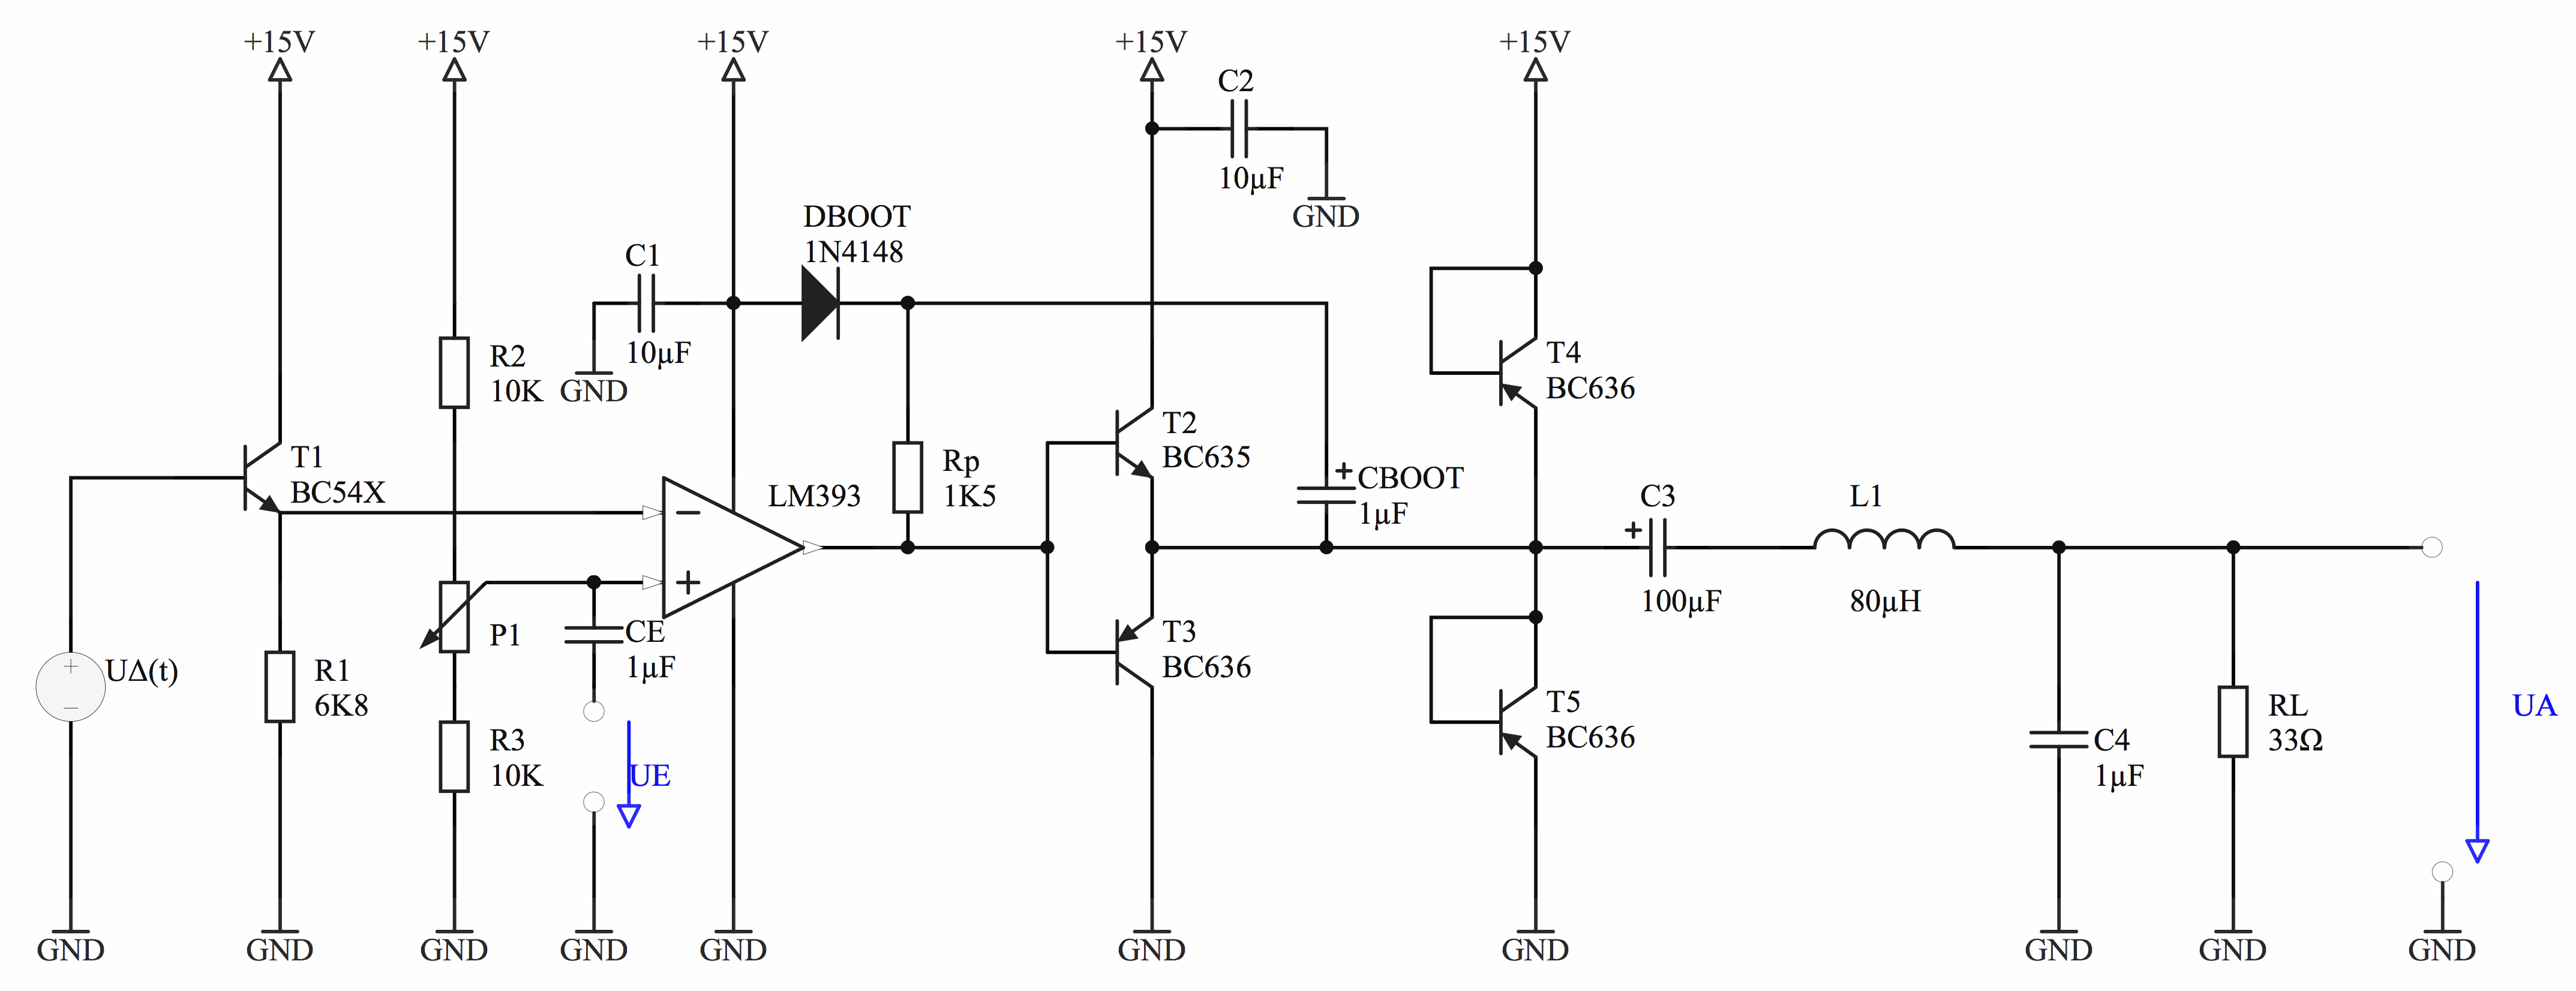 +15V
+15V
+15V
+15V
+15V
C2
10µF
GND
DBOOT
1N4148
C1
10µF
GND
R2
10K
T4
BC636
T1
BC54X
T2
BC635
Rp
1K5
LM393
+
CBOOT
1µF
C3
+
100µF
L1
80µH
−
+
P1
CE
1µF
T3
BC636
+
−
UΔ(t)
R1
6K8
R3
10K
UE
T5
BC636
C4
1µF
RL
33Ω
UA
GND
GND
GND
GND
GND
GND
GND
GND
GND
GND